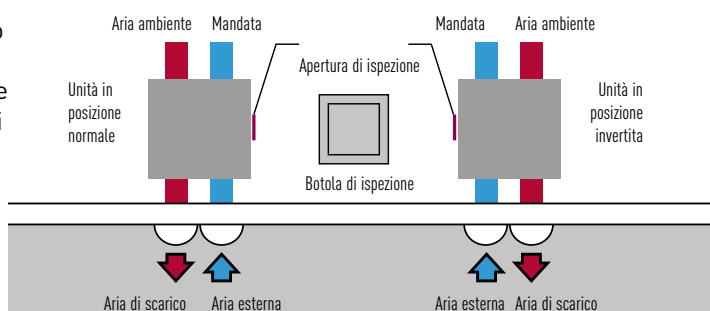 o
e
i
Aria ambiente
Mandata
Unità in
posizione
normale
Apertura di ispezione
Botola di ispezione
Mandata
Aria ambiente
Unità in
posizione
invertita
Aria di scarico
Aria esterna
Aria esterna
Aria di scarico